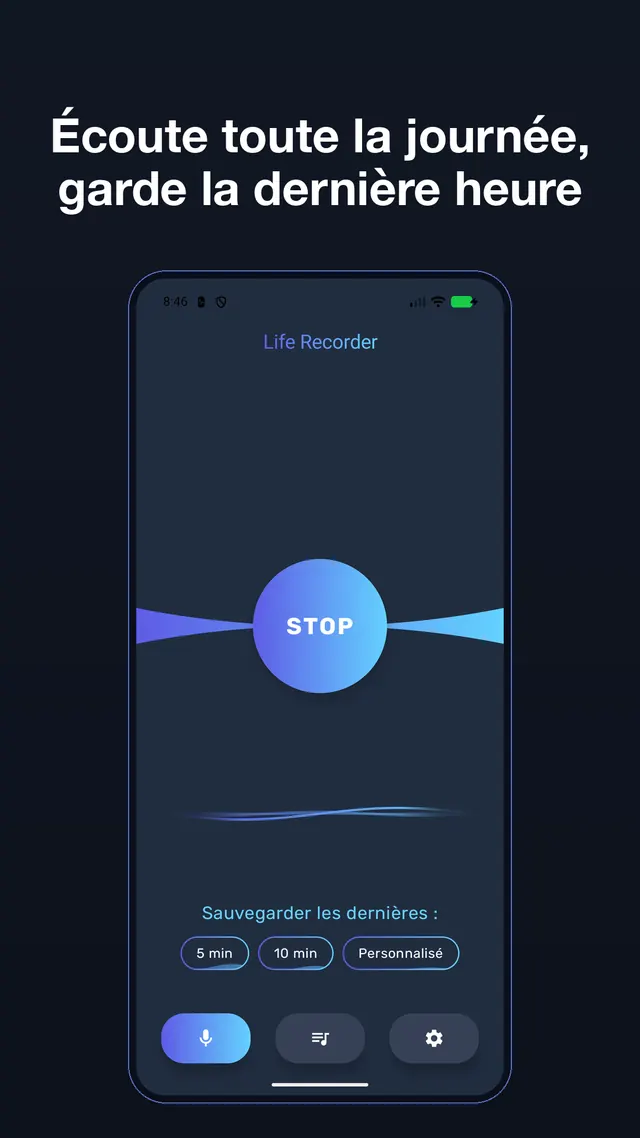 Écoute toute la journée,
garde la dernière heure
8:46
Life Recorder
STOP
Sauvegarder les dernières :
5 min
10 min
Personnalisé